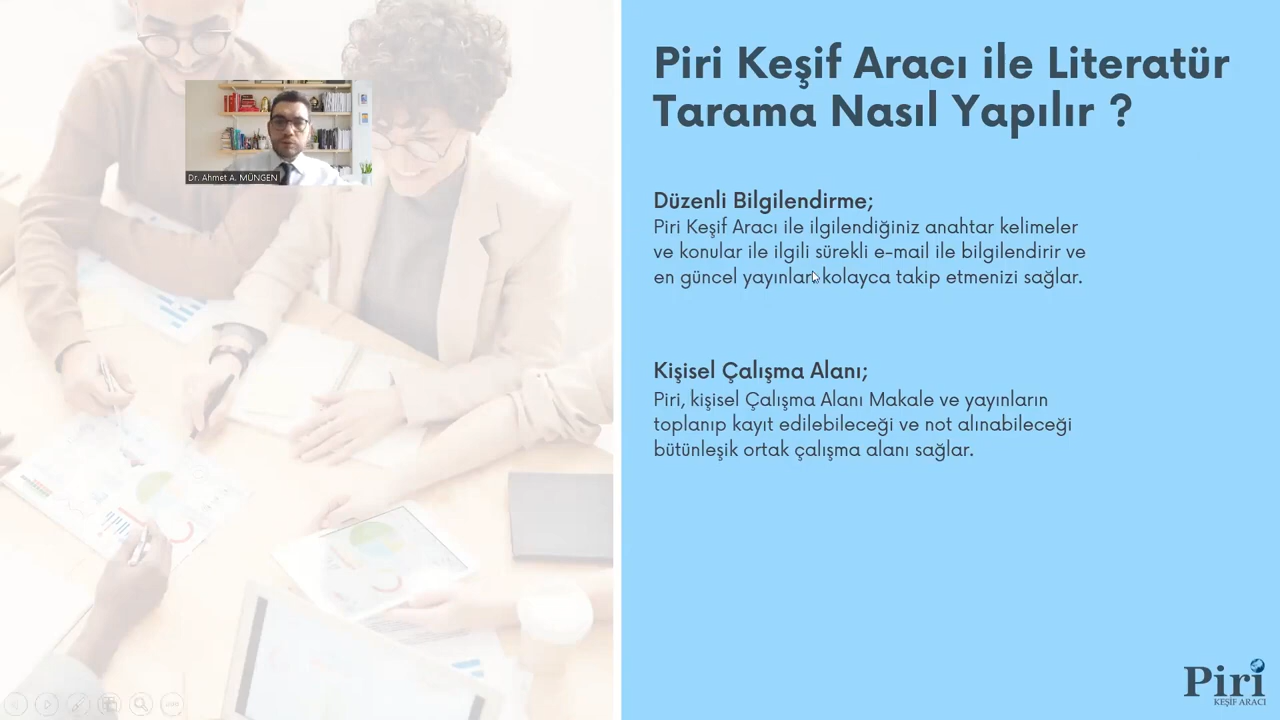 Piri Keşif Aracı ile Literatür
Tarama Nasıl Yapılır ?
Dr. Ahmet A. MÜNGEN
Düzenli Bilgilendirme;
Piri Keşif Aracı ile ilgilendiğiniz anahtar kelimeler
ve konular ile ilgili sürekli e-mail ile bilgilendirir ve
en güncel yayınları kolayca takip etmenizi sağlar.
Kişisel Çalışma Alanı;
Piri, kişisel Çalışma Alanı Makale ve yayınların
toplanıp kayıt edilebileceği ve not alınabileceği
bütünleşik ortak çalışma alanı sağlar.
Piri
KEŞİF ARACI